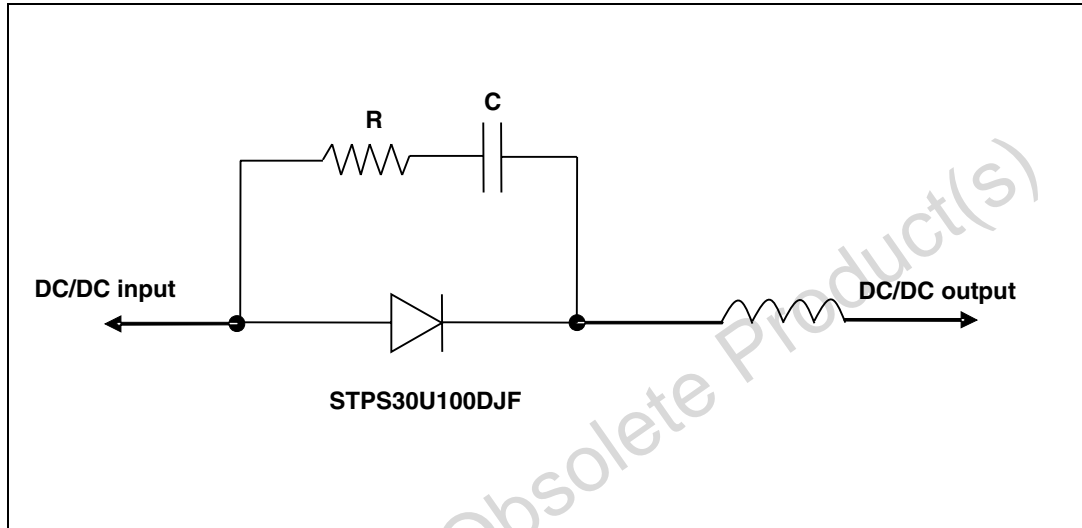 C
R
DC/DC input
DC/DC output
STPS30U100DJF
Obsolete Product(s)